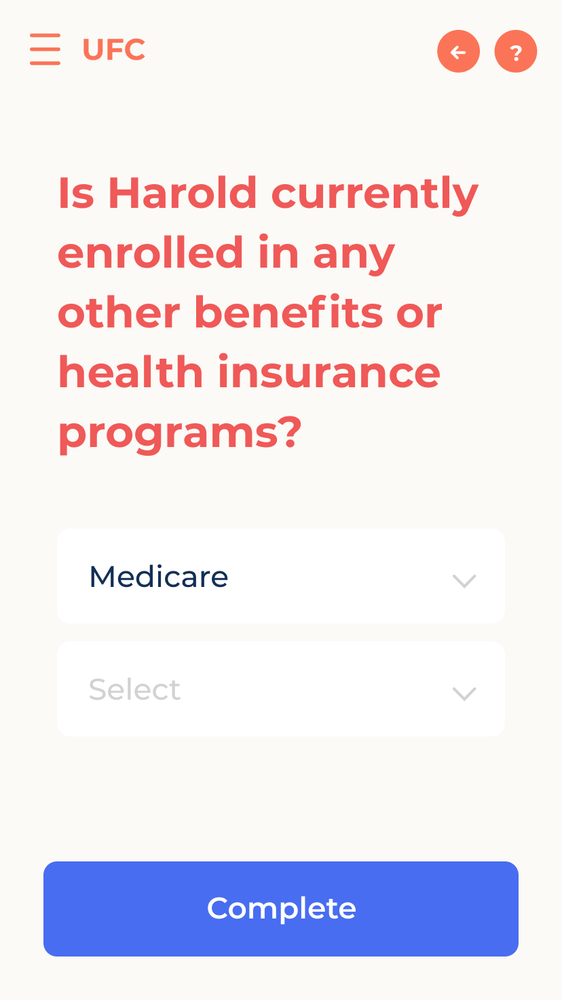 UFC
?
Is Harold currently
enrolled in any
other benefits or
health insurance
programs?
Medicare
Select
Complete